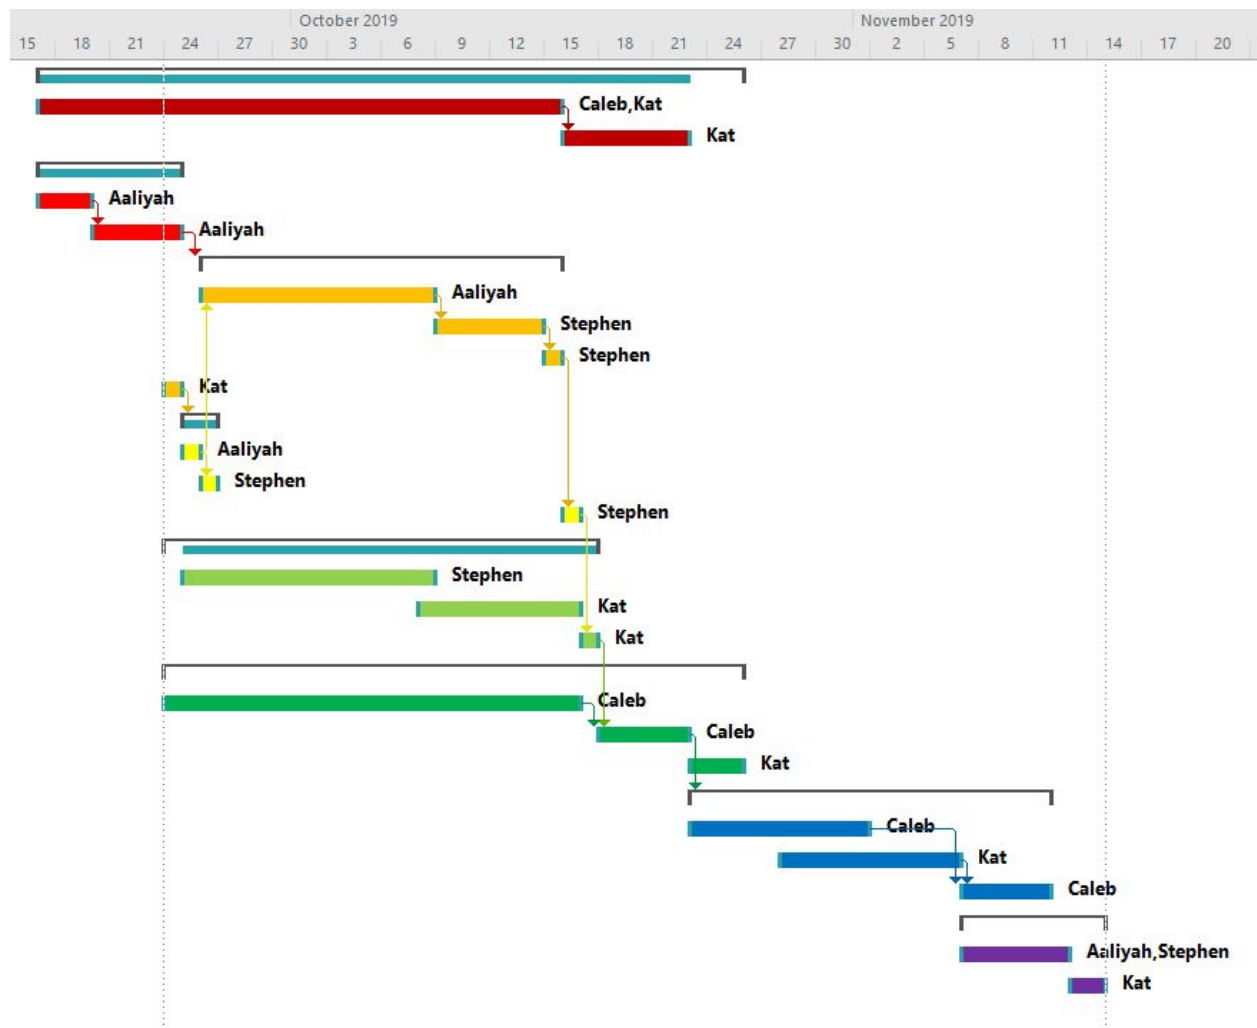 October 2019 November 2019
15 18 21 24 27 30 3 6 9 12 15 18 21 24 27 30 2 5 8 11 14 17 20
Caleb,Kat
Kat
Aaliyah
Aaliyah
Aaliyah
Stephen
Stephen
Kat
Aaliyah
Stephen
Stephen
Stephen
Kat
Kat
Caleb
Caleb
Kat
Caleb
Kat
Caleb
Aaliyah,Stephen
Kat